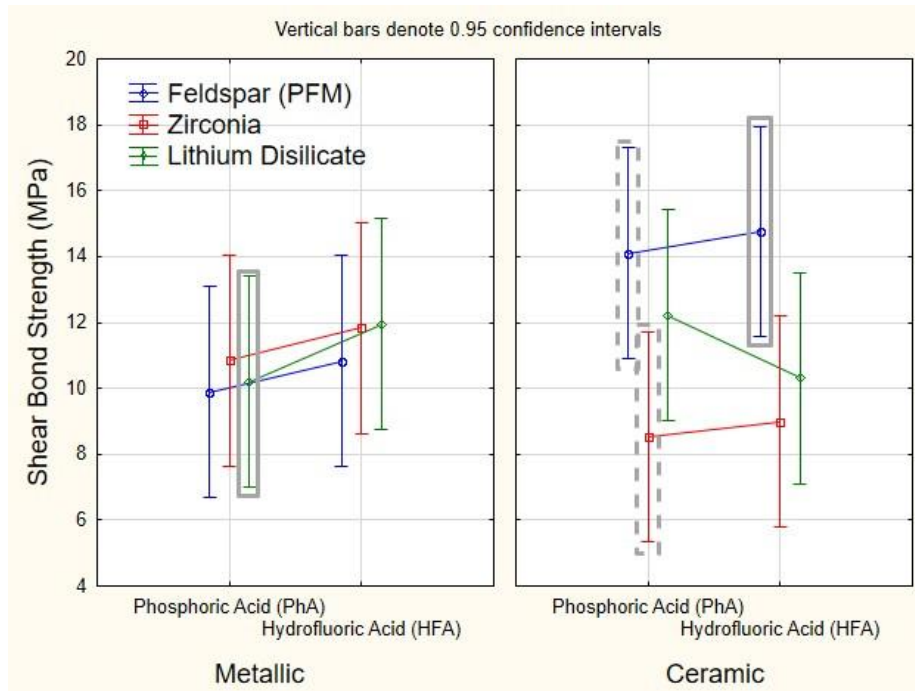 Vertical bars denote 0.95 confidence intervals
20
18
16
14
12
10
8
6
4
Shear Bond Strength (MPa)
Feldspar (PFM)
Zirconia
Lithium Disilicate
Phosphoric Acid (PhA)
Hydrofluoric Acid (HFA)
Metallic
Phosphoric Acid (PhA)
Hydrofluoric Acid (HFA)
Ceramic